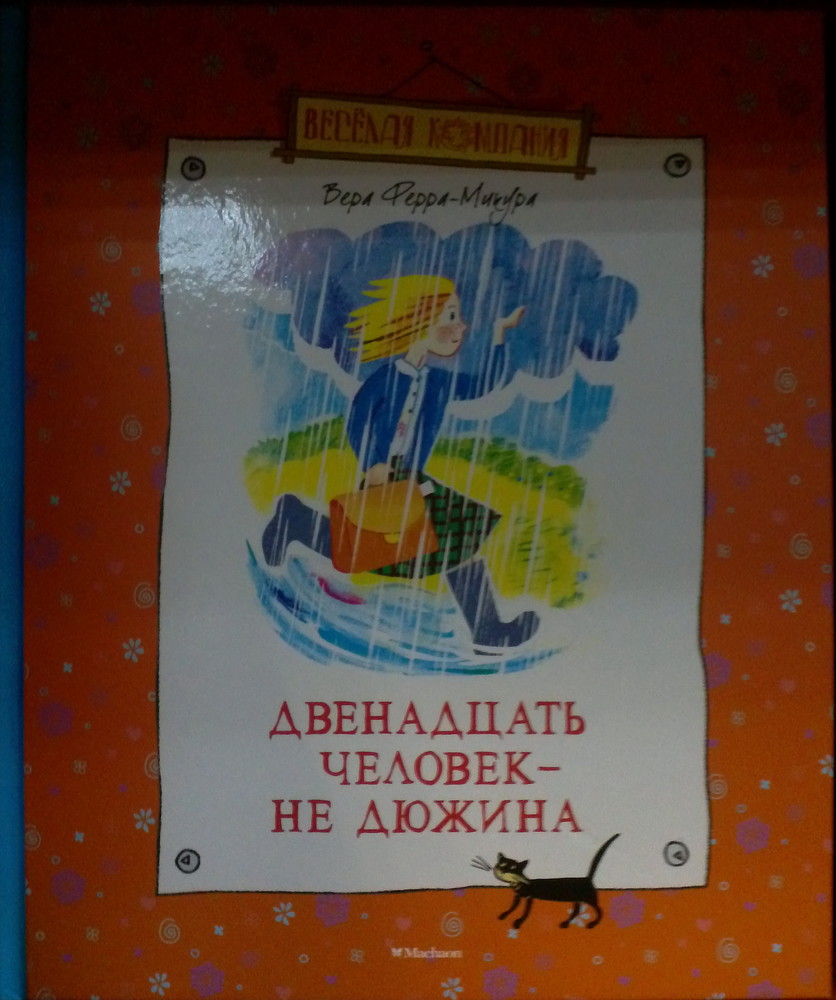 ВЕСЁЛАЯ КОМПАНИЯ
Вера Ферра-Микура
ДВЕНАДЦАТЬ
ЧЕЛОВЕК–
НЕ ДЮЖИНА
Machaon